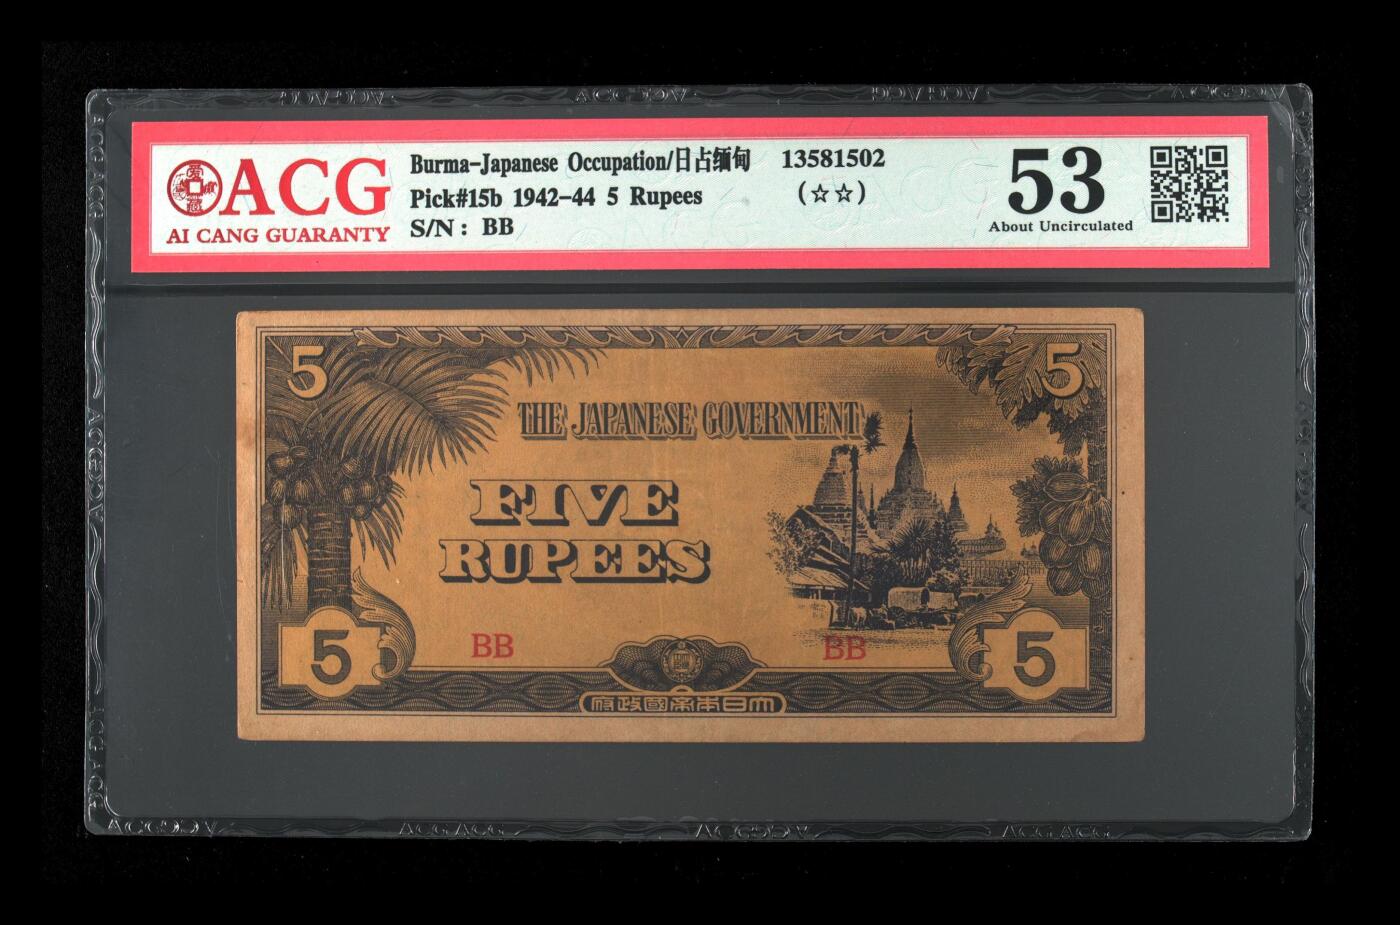 ACG
AI CANG GUARANTY
Burma-Japanese Occupation/日占缅甸
Pick#15b 1942-44 5 Rupees
S/N: BB
13581502
(☆☆)
53
About Uncirculated
5
5
THE JAPANESE GOVERNMENT
FIVE
RUPEES
BB
BB
5
5
府政國帝本日大